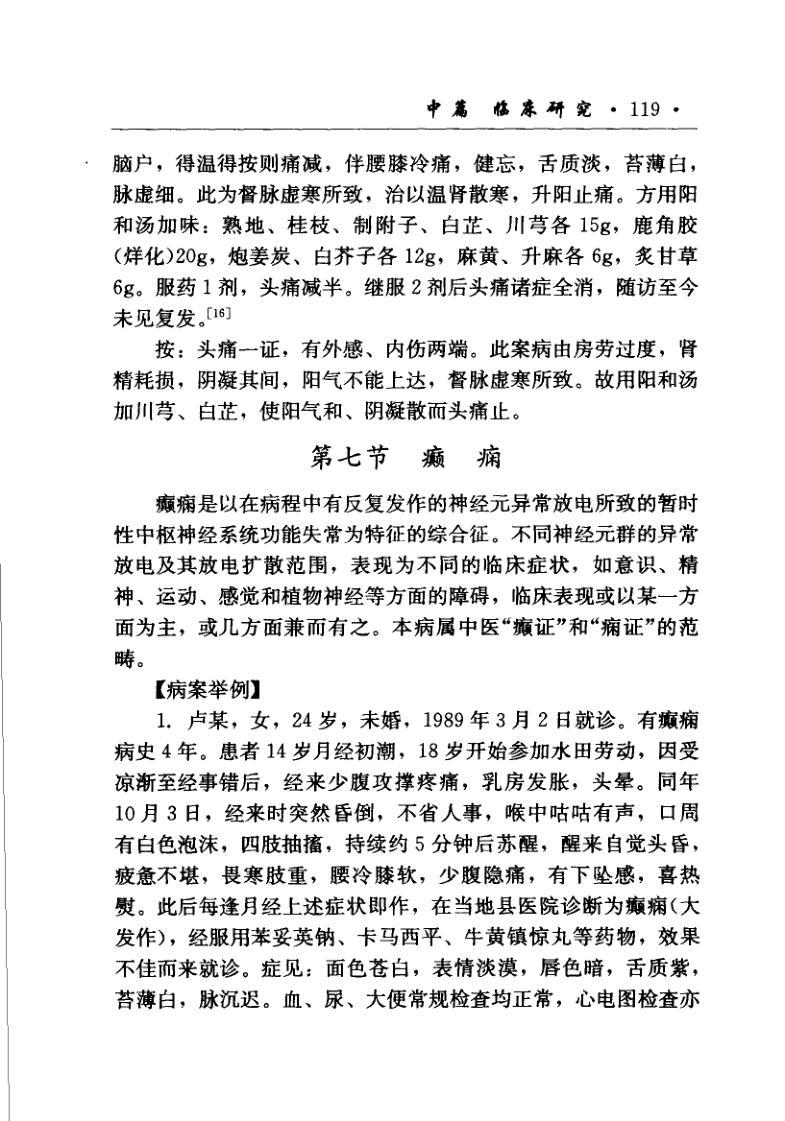 中篇 临床研究 · 119 ·
脑户，得温得按则痛减，伴腰膝冷痛，健忘，舌质淡，苔薄白，
脉虚细。此为督脉虚寒所致，治以温肾散寒，升阳止痛。方用阳
和汤加味：熟地、桂枝、制附子、白芷、川芎各 15g，鹿角胶
(烊化)20g，炮姜炭、白芥子各 12g，麻黄、升麻各 6g，炙甘草
6g。服药 1 剂，头痛减半。继服 2 剂后头痛诸症全消，随访至今
未见复发。[16]
按：头痛一证，有外感、内伤两端。此案病由房劳过度，肾
精耗损，阴凝其间，阳气不能上达，督脉虚寒所致。故用阳和汤
加川芎、白芷，使阳气和、阴凝散而头痛止。
第七节 癫 痫
癫痫是以在病程中有反复发作的神经元异常放电所致的暂时
性中枢神经系统功能失常为特征的综合征。不同神经元群的异常
放电及其放电扩散范围，表现为不同的临床症状，如意识、精
神、运动、感觉和植物神经等方面的障碍，临床表现或以某一方
面为主，或几方面兼而有之。本病属中医“癫证”和“痫证”的范
畴。
【病案举例】
1. 卢某，女，24 岁，未婚，1989 年 3 月 2 日就诊。有癫痫
病史 4 年。患者 14 岁月经初潮，18 岁开始参加水田劳动，因受
凉渐至经事错后，经来少腹攻撑疼痛，乳房发胀，头晕。同年
10 月 3 日，经来时突然昏倒，不省人事，喉中咕咕有声，口周
有白色泡沫，四肢抽搐，持续约 5 分钟后苏醒，醒来自觉头昏，
疲惫不堪，畏寒肢重，腰冷膝软，少腹隐痛，有下坠感，喜热
熨。此后每逢月经上述症状即作，在当地县医院诊断为癫痫(大
发作)，经服用苯妥英钠、卡马西平、牛黄镇惊丸等药物，效果
不佳而来就诊。症见：面色苍白，表情淡漠，唇色暗，舌质紫，
苔薄白，脉沉迟。血、尿、大便常规检查均正常，心电图检查亦